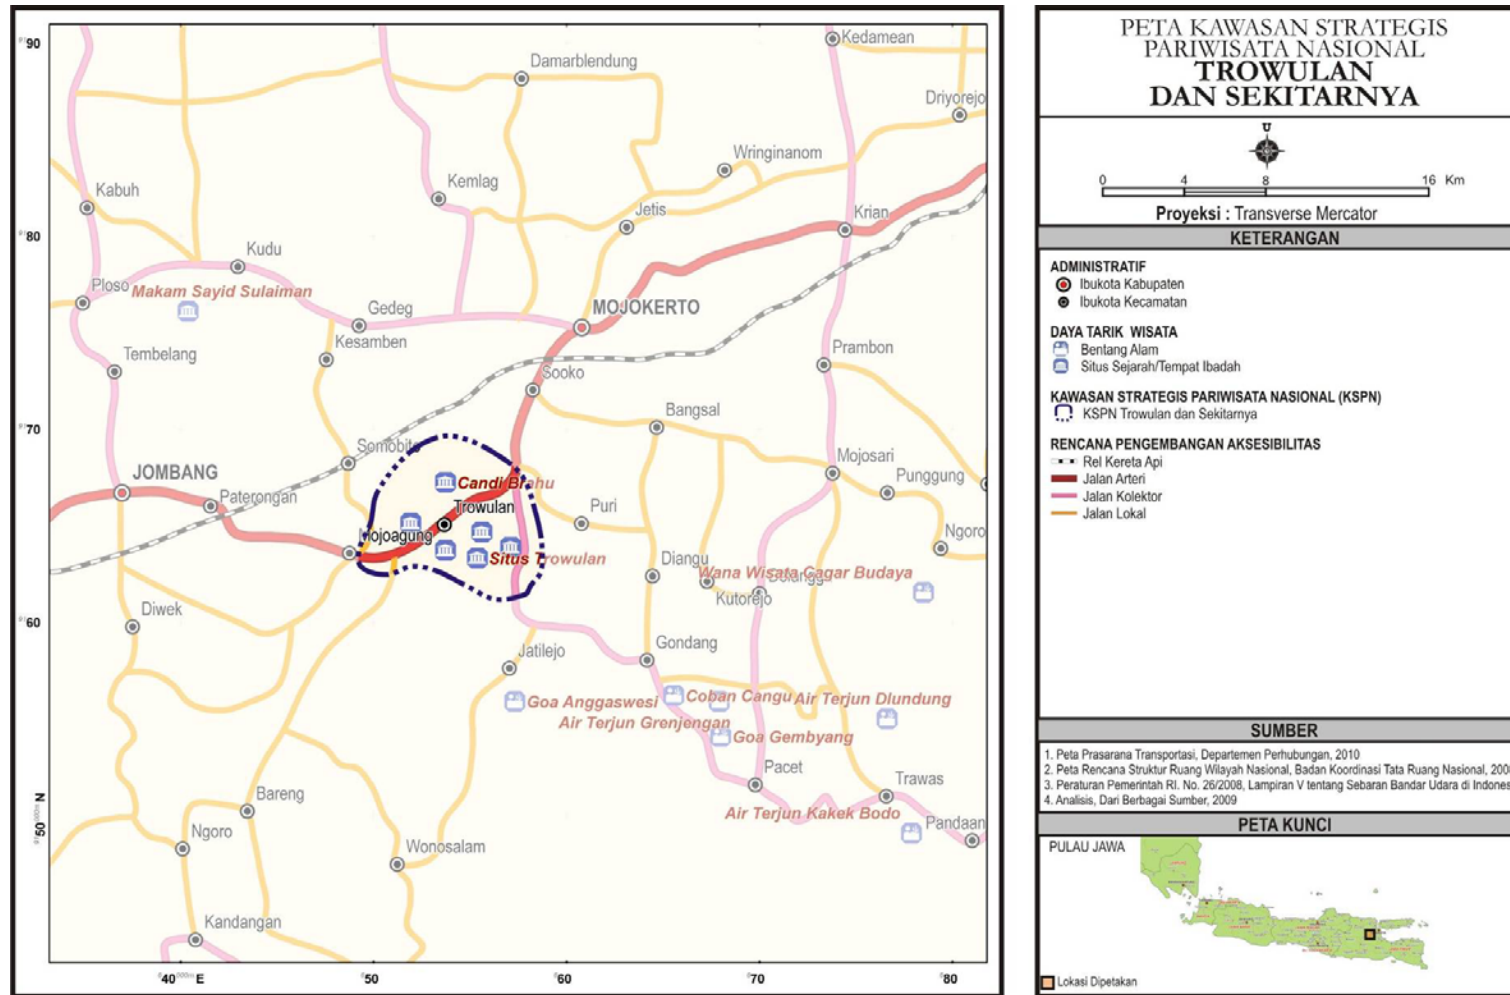 PETA KAWASAN STRATEGIS
PARIWISATA NASIONAL
TROWULAN
DAN SEKITARNYA
U
0 4 8 16 Km
Proyeksi : Transverse Mercator
KETERANGAN
ADMINISTRATIF
Ibukota Kabupaten
Ibukota Kecamatan
DAYA TARIK WISATA
Bentang Alam
Situs Sejarah/Tempat Ibadah
KAWASAN STRATEGIS PARIWISATA NASIONAL (KSPN)
KSPN Trowulan dan Sekitarnya
RENCANA PENGEMBANGAN AKSESIBILITAS
Rel Kereta Api
Jalan Arteri
Jalan Kolektor
Jalan Lokal
SUMBER
1. Peta Prasarana Transportasi, Departemen Perhubungan, 2010
2. Peta Rencana Struktur Ruang Wilayah Nasional, Badan Koordinasi Tata Ruang Nasional, 200
3. Peraturan Pemerintah RI. No. 26/2008, Lampiran V tentang Sebaran Bandar Udara di Indones
4. Analisis, Dari Berbagai Sumber, 2009
PETA KUNCI
PULAU JAWA
Lokasi Dipetakan
90
80
70
60
50
N
40 000m E
50
60
70
80
Kedamean
Damarblendung
Driyorejo
Wringinanom
Kemlag
Kabuh
Jetis
Krian
Kudu
Ploso
Makam Sayid Sulaiman
Gedeg
MOJOKERTO
Kesamben
Tembelang
Prambon
Sooko
Bangsal
Somobito
JOMBANG
Mojosari
Punggung
Candi Brahu
Paterongan
Trowulan
Puri
Mojoagung
Ngoro
Situs Trowulan
Diangu
Wana Wisata Cagar Budaya
Kutorejo
Diwek
Gondang
Jatilejo
Goa Anggaswesi
Coban Cangu
Air Terjun Dlundung
Air Terjun Grenjengan
Goa Gembyang
Pacet
Trawas
Bareng
Air Terjun Kakek Bodo
Pandaan
Ngoro
Wonosalam
Kandangan